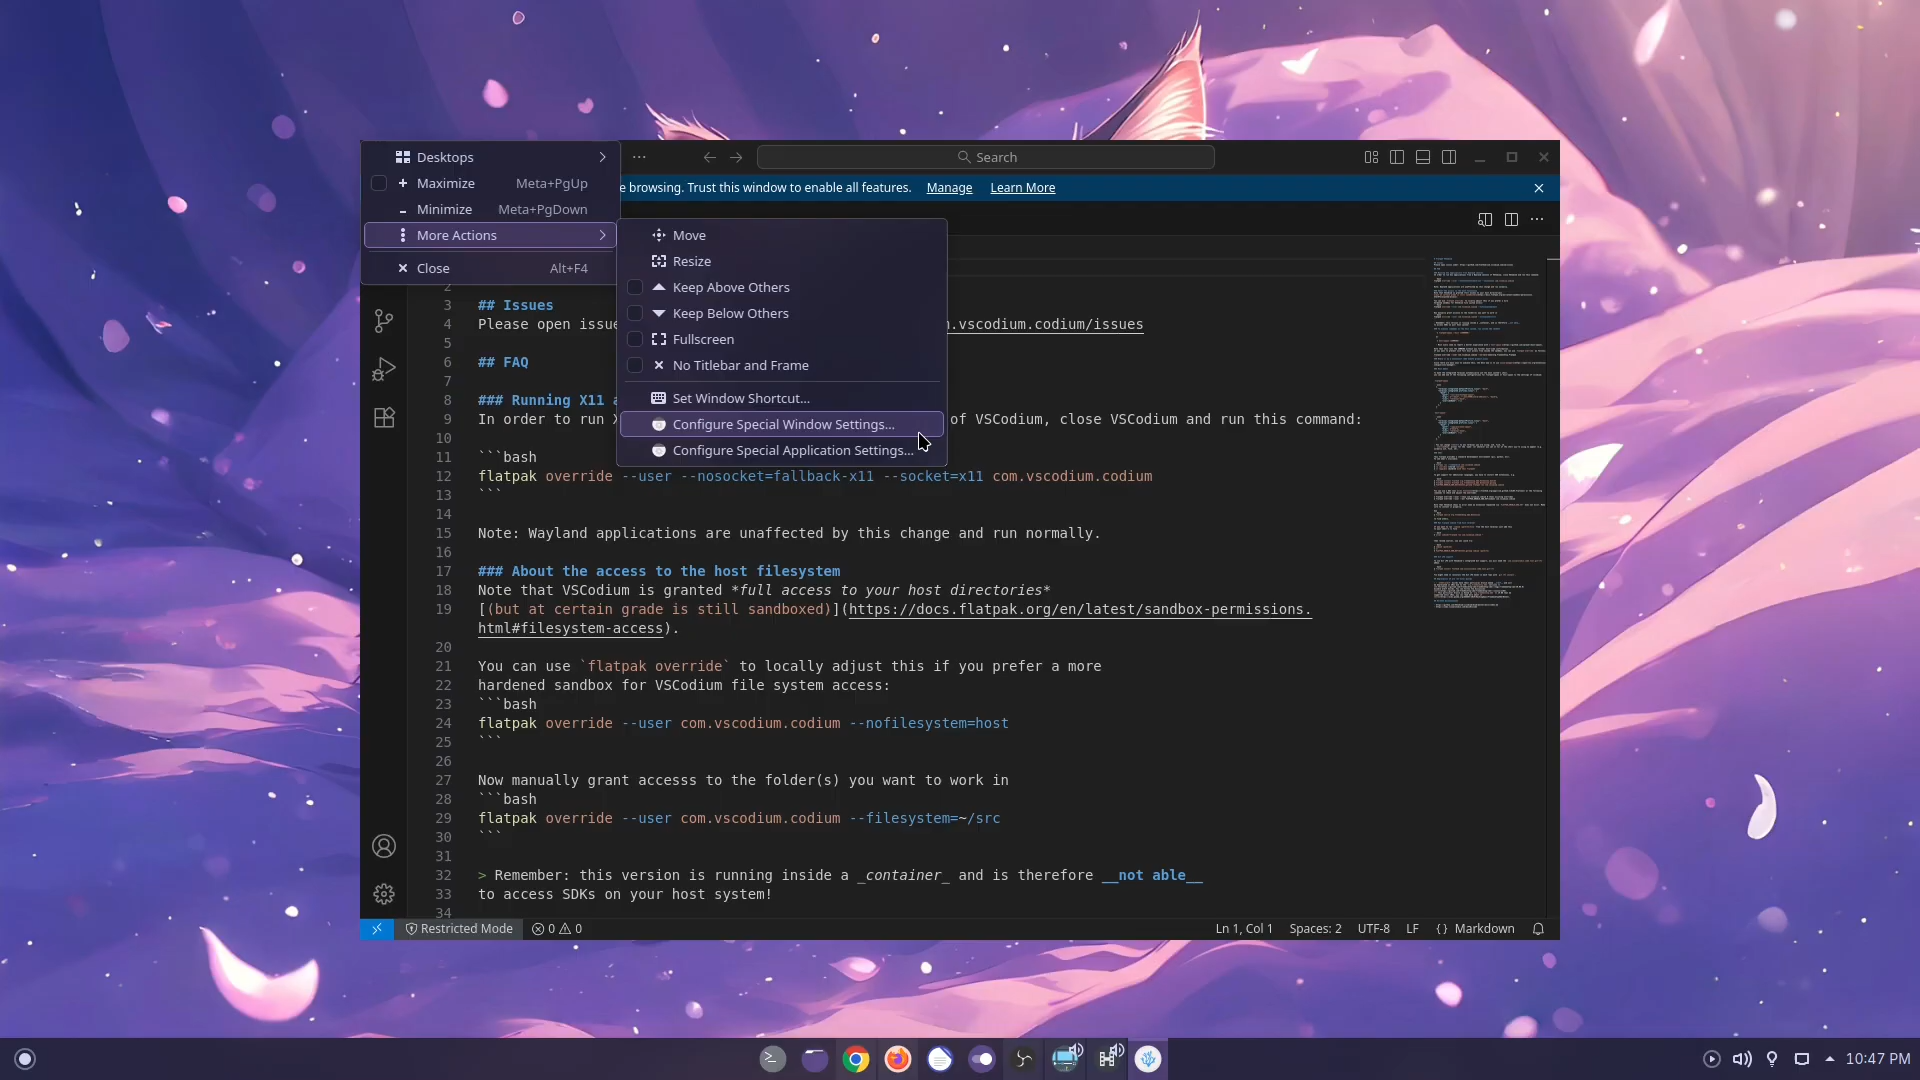 Desktops
Maximize Meta+PgUp
Minimize Meta+PgDown
More Actions
Close Alt+F4
Search
e browsing. Trust this window to enable all features. Manage Learn More
Move
Resize
Keep Above Others
Keep Below Others
Fullscreen
No Titlebar and Frame
Set Window Shortcut...
Configure Special Window Settings...
Configure Special Application Settings...
2
3 ## Issues
4 Please open issue .vscodium.codium/issues
5
6 ## FAQ
7
8 ### Running X11 a
9 In order to run X of VSCodium, close VSCodium and run this command:
10
11 ```bash
12 flatpak override --user --nosocket=fallback-x11 --socket=x11 com.vscodium.codium
13 ```
14
15 Note: Wayland applications are unaffected by this change and run normally.
16
17 ### About the access to the host filesystem
18 Note that VSCodium is granted *full access to your host directories*
19 [(but at certain grade is still sandboxed)](https://docs.flatpak.org/en/latest/sandbox-permissions.
html#filesystem-access).
20
21 You can use `flatpak override` to locally adjust this if you prefer a more
22 hardened sandbox for VSCodium file system access:
23 ```bash
24 flatpak override --user com.vscodium.codium --nofilesystem=host
25 ```
26
27 Now manually grant accesss to the folder(s) you want to work in
28 ```bash
29 flatpak override --user com.vscodium.codium --filesystem=~/src
30 ```
31
32 > Remember: this version is running inside a _container_ and is therefore __not able__
33 to access SDKs on your host system!
34
Restricted Mode 0 0 Ln 1, Col 1 Spaces: 2 UTF-8 LF {} Markdown
10:47 PM